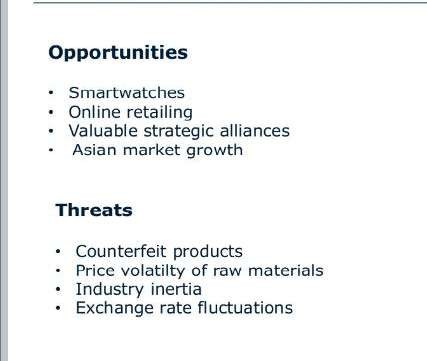 Opportunities
• Smartwatches
• Online retailing
• Valuable strategic alliances
• Asian market growth
Threats
• Counterfeit products
• Price volatilty of raw materials
• Industry inertia
• Exchange rate fluctuations